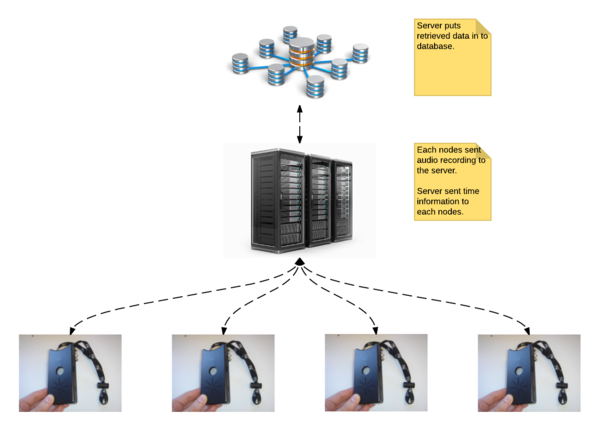 Server puts
retrieved data in to
database.
Each nodes sent
audio recording to
the server.
Server sent time
information to
each nodes.